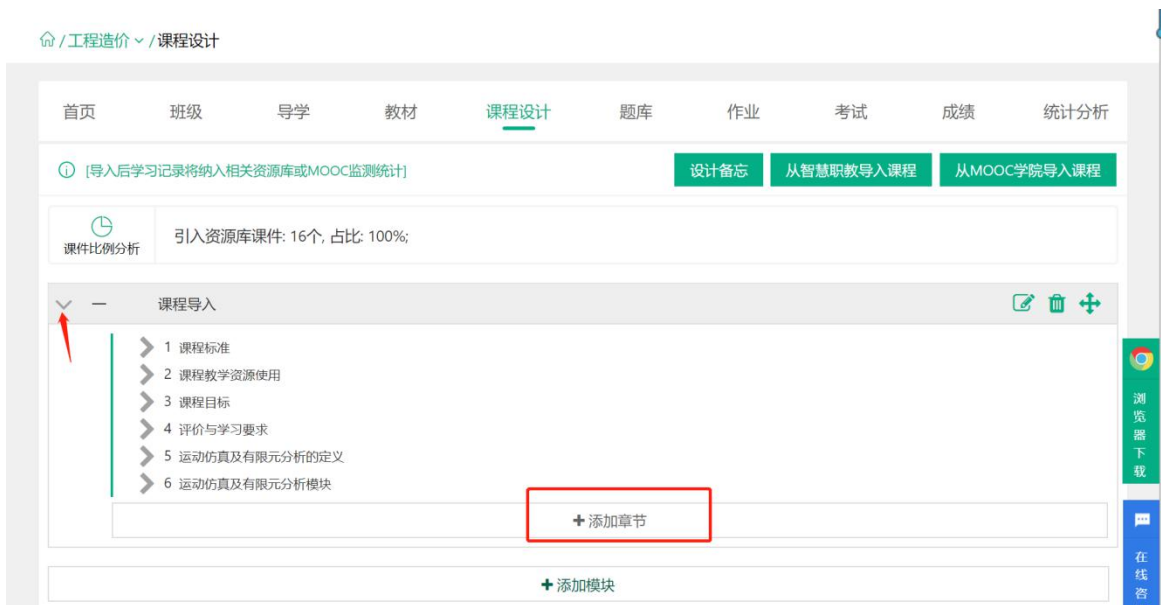 /工程造价 /课程设计
首页 班级 导学 教材 课程设计 题库 作业 考试 成绩 统计分析
[导入后学习记录将纳入相关资源库或MOOC监测统计] 设计备忘 从智慧职教导入课程 从MOOC学院导入课程
课件比例分析 引入资源库课件: 16个, 占比: 100%;
课程导入
1 课程标准
2 课程教学资源使用
3 课程目标
4 评价与学习要求
5 运动仿真及有限元分析的定义
6 运动仿真及有限元分析模块
+添加章节
+添加模块
浏览器下载
在线咨